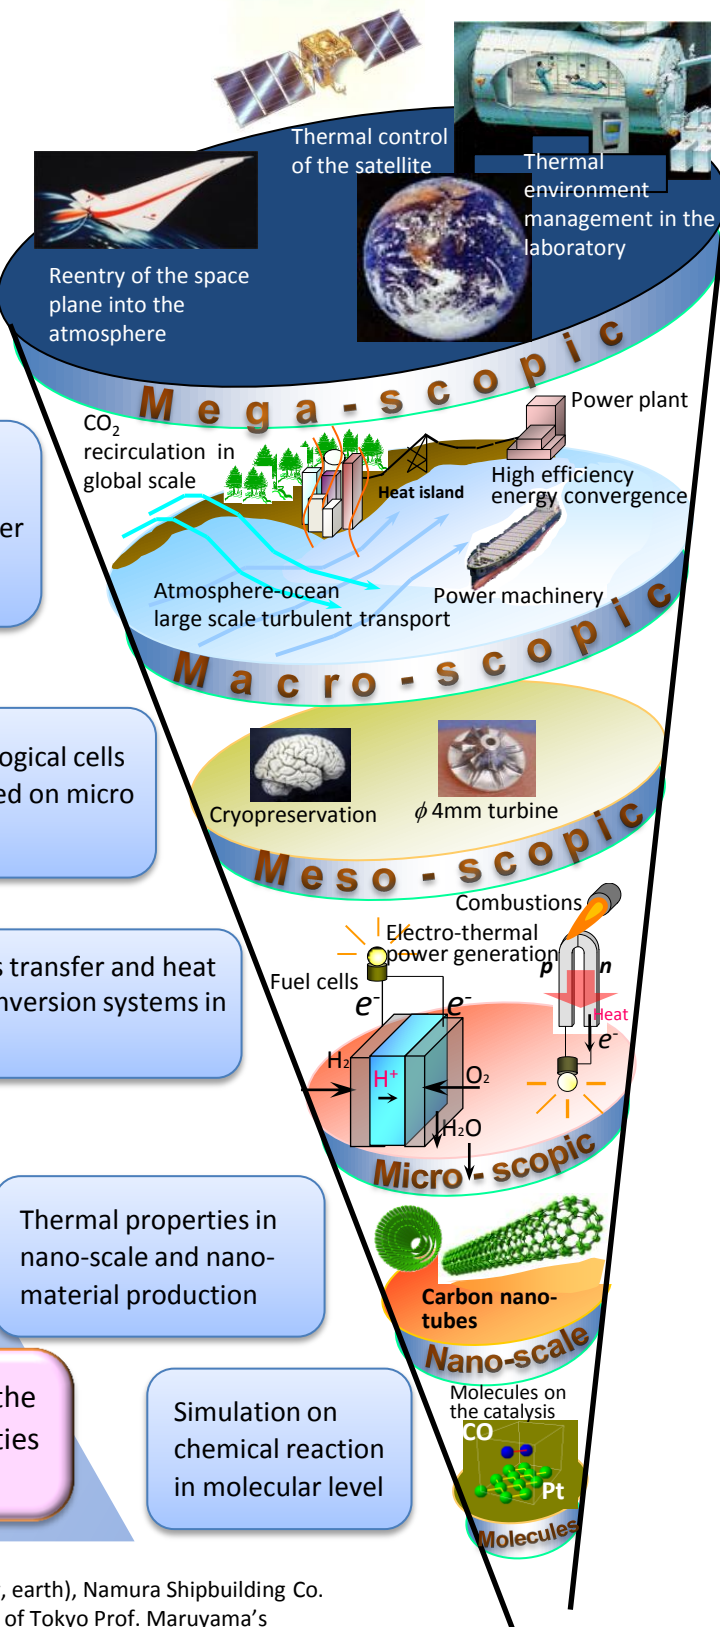 Thermal control
of the satellite
Thermal
environment
management in the
laboratory
Reentry of the space
plane into the
atmosphere
Mega-scopic
CO2
recirculation in
global scale
Power plant
Heat island
High efficiency
energy convergence
er
Atmosphere-ocean
large scale turbulent transport
Power machinery
Macro-scopic
ogical cells
ed on micro
Cryopreservation
ϕ 4mm turbine
Meso-scopic
Combustions
Electro-thermal
power generation
s transfer and heat
nversion systems in
Fuel cells
p
n
e-
e-
Heat
e-
H2
H+
O2
H2O
Micro-scopic
Thermal properties in
nano-scale and nano-
material production
Carbon nano-
tubes
Nano-scale
the
ties
Simulation on
chemical reaction
in molecular level
Molecules on
the catalysis
CO
Pt
Molecules
, earth), Namura Shipbuilding Co.
of Tokyo Prof. Maruyama's